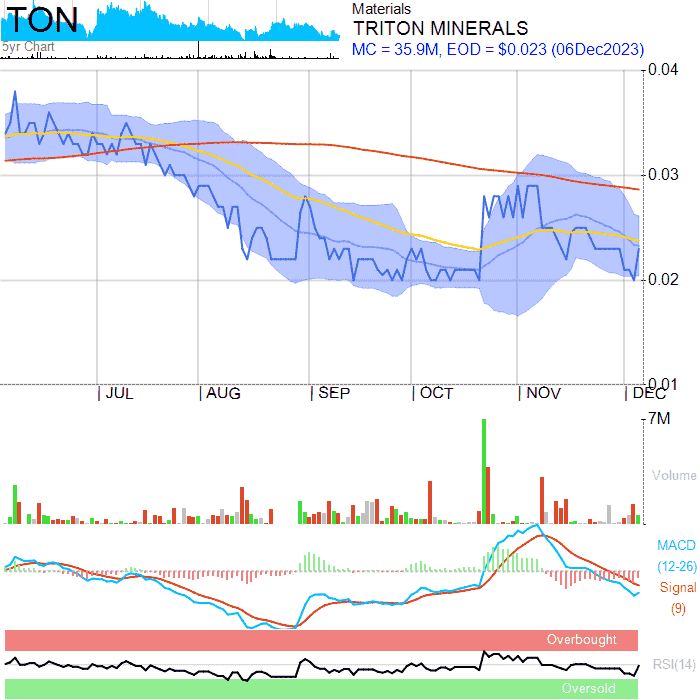 TON
5yr Chart
Materials
TRITON MINERALS
MC = 35.9M, EOD = $0.023 (06Dec2023)
0.04
0.03
0.02
0.01
JUL AUG SEP OCT NOV DEC
7M
Volume
MACD
(12-26)
Signal
(9)
Overbought
RSI(14)
Oversold